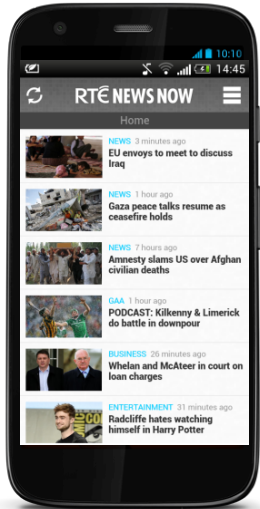 10:10
14:45
RTÉ NEWS NOW
Home
NEWS 3 minutes ago
EU envoys to meet to discuss
Iraq
NEWS 1 hour ago
Gaza peace talks resume as
ceasefire holds
NEWS 7 hours ago
Amnesty slams US over Afghan
civilian deaths
GAA 1 hour ago
PODCAST: Kilkenny & Limerick
do battle in downpour
BUSINESS 26 minutes ago
Whelan and McAteer in court on
loan charges
ENTERTAINMENT 31 minutes ago
Radcliffe hates watching
himself in Harry Potter